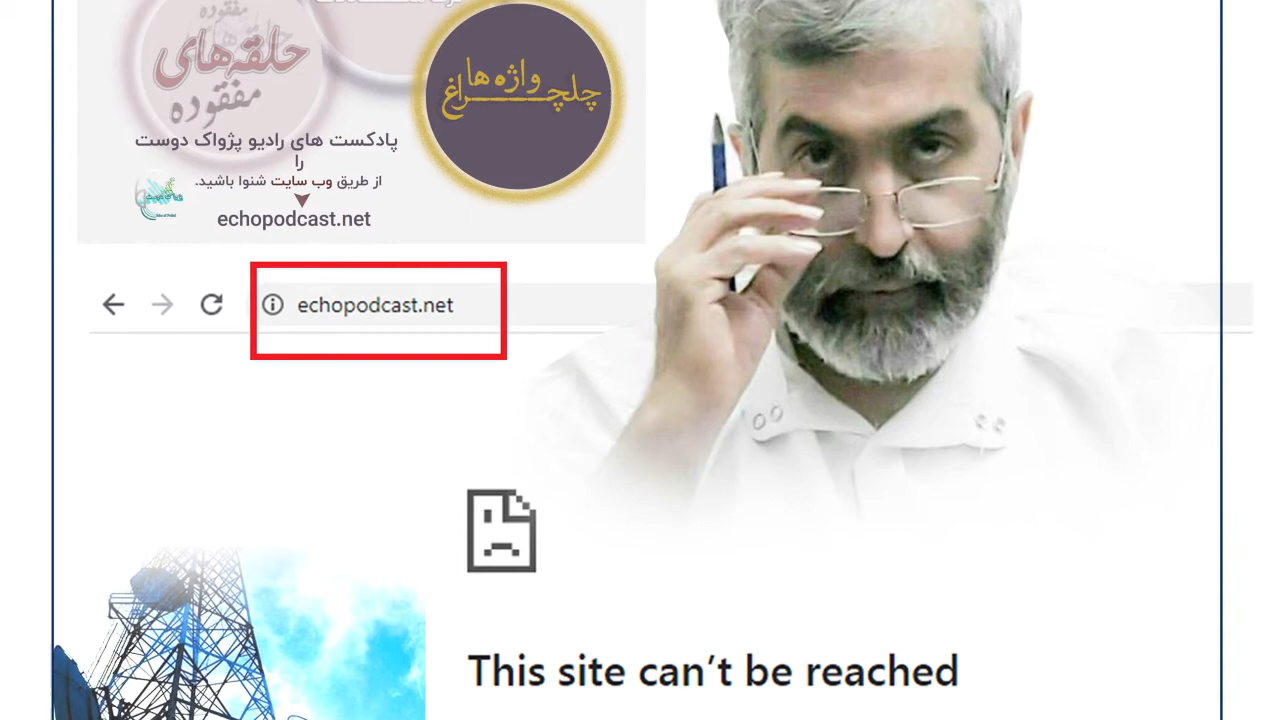 مفقوده
حلقه‌های
مفقوده
واژه ها
چلچراغ
پادکست های رادیو پژواک دوست
را
از طریق وب سایت شنوا باشید.
echopodcast.net
echopodcast.net
This site can't be reached